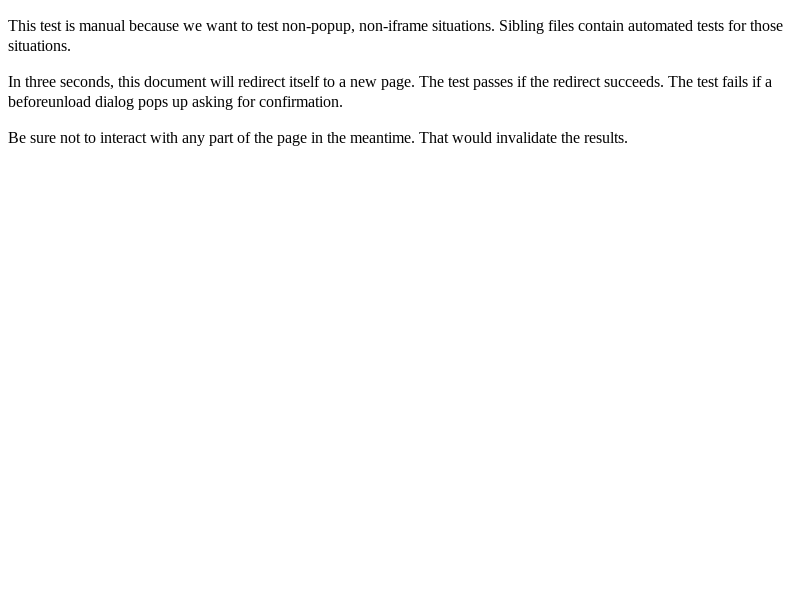 This test is manual because we want to test non-popup, non-iframe situations. Sibling files contain automated tests for those
situations.
In three seconds, this document will redirect itself to a new page. The test passes if the redirect succeeds. The test fails if a
beforeunload dialog pops up asking for confirmation.
Be sure not to interact with any part of the page in the meantime. That would invalidate the results.